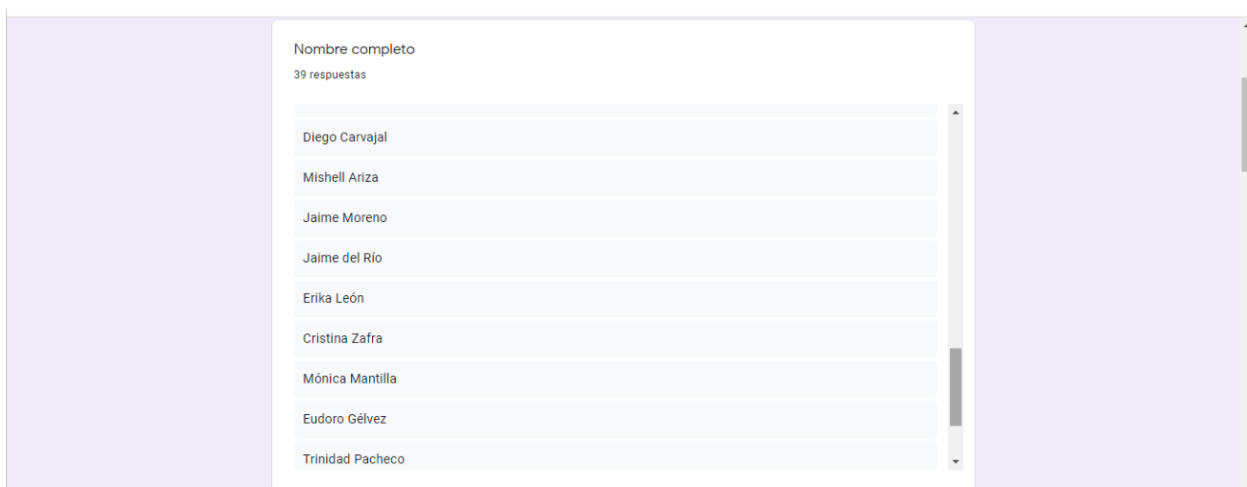 Nombre completo
39 respuestas
Diego Carvajal
Mishell Ariza
Jaime Moreno
Jaime del Río
Erika León
Cristina Zafra
Mónica Mantilla
Eudoro Gélvez
Trinidad Pacheco